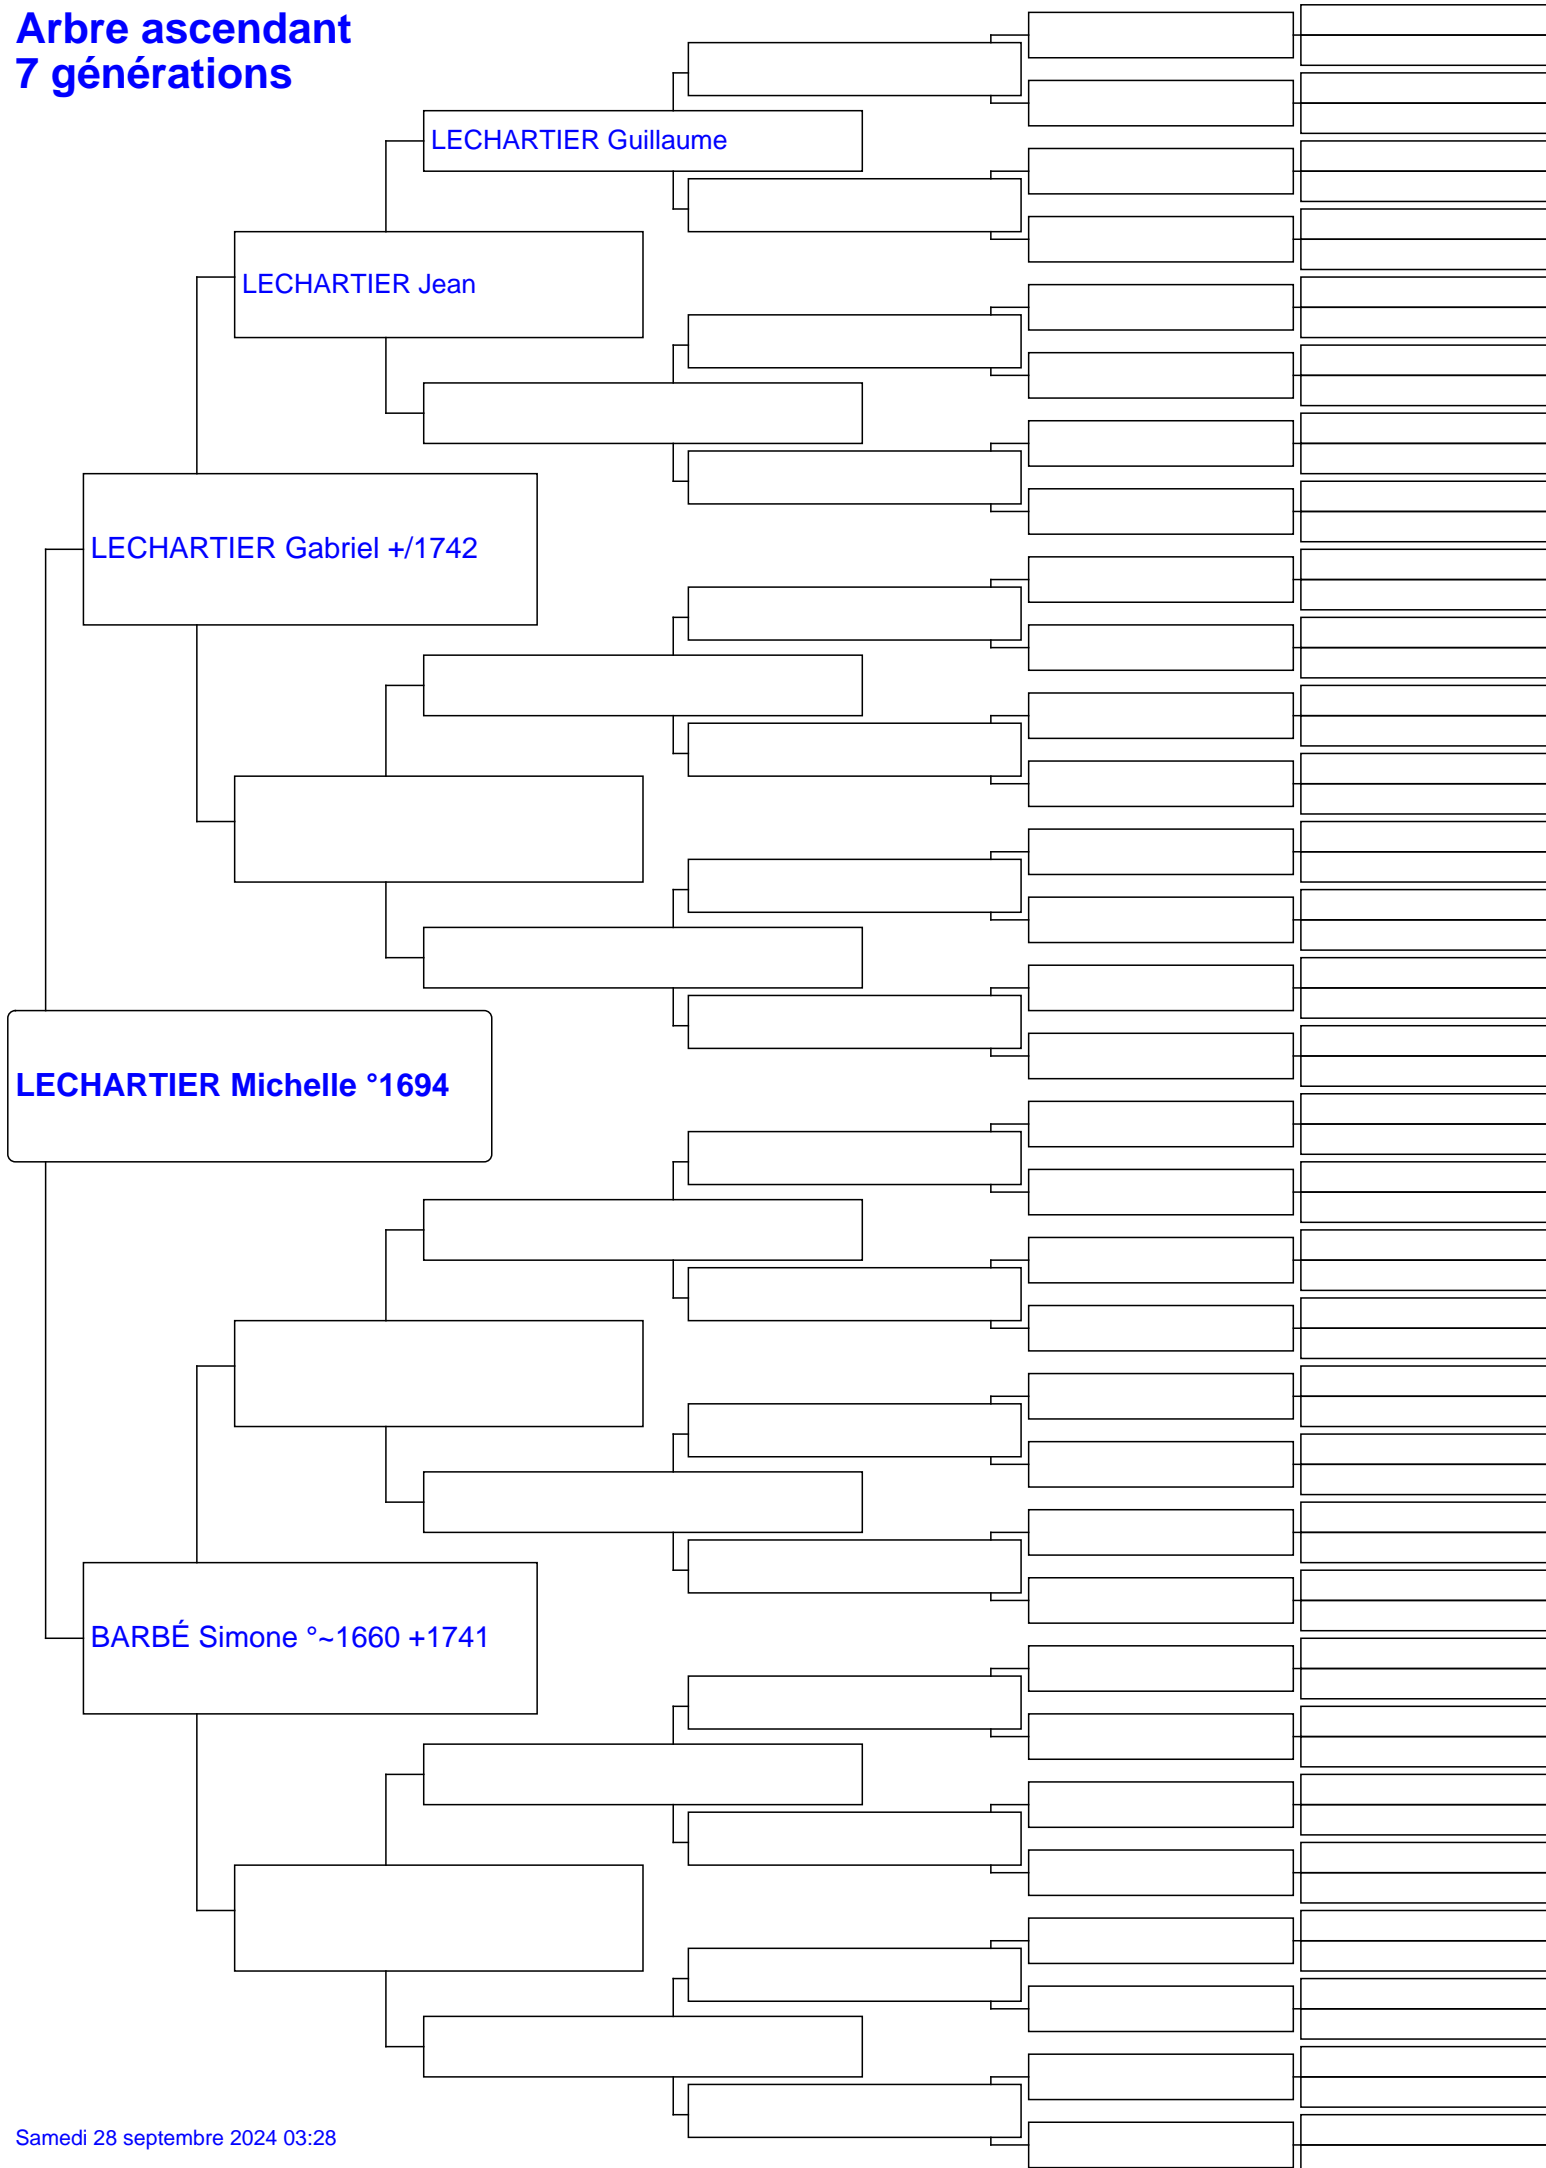 Arbre ascendant
7 générations
LECHARTIER Guillaume
LECHARTIER Jean
LECHARTIER Gabriel +/1742
LECHARTIER Michelle °1694
BARBÉ Simone °~1660 +1741
Samedi 28 septembre 2024 03:28